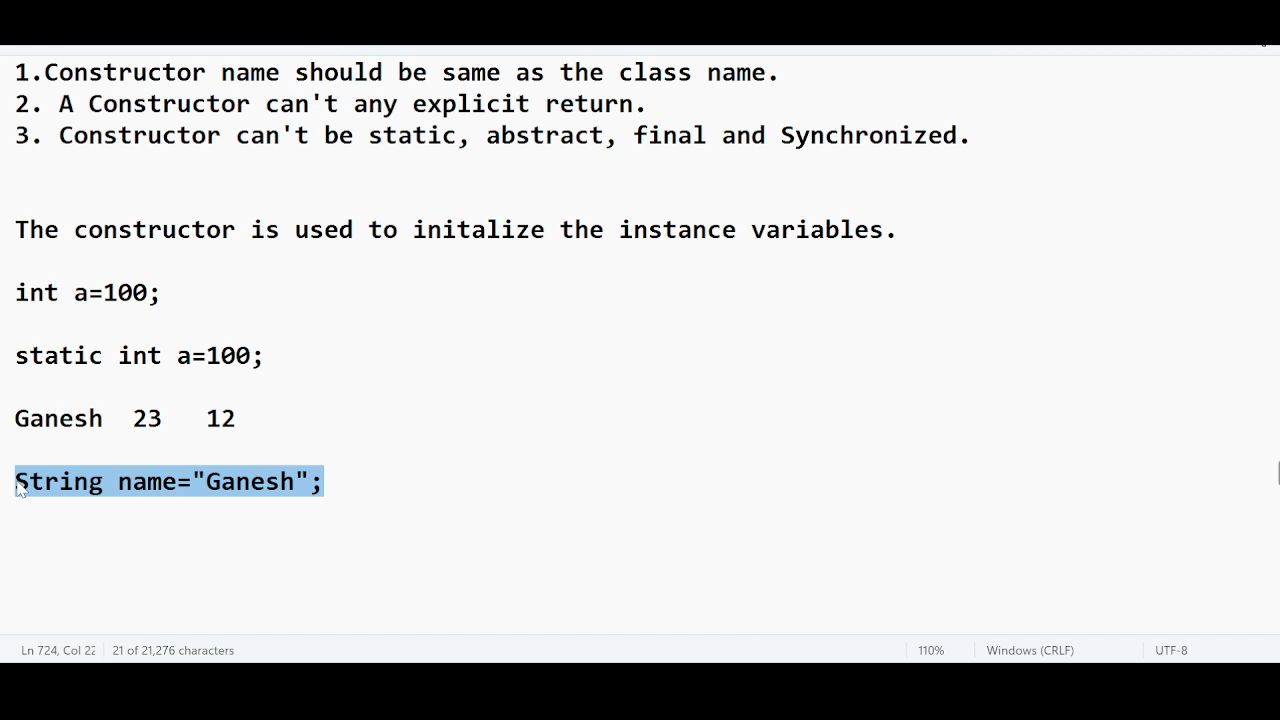 1.Constructor name should be same as the class name.
2. A Constructor can't any explicit return.
3. Constructor can't be static, abstract, final and Synchronized.
The constructor is used to initalize the instance variables.
int a=100;
static int a=100;
Ganesh 23 12
String name="Ganesh";
Ln 724, Col 22 21 of 21,276 characters 110% Windows (CRLF) UTF-8